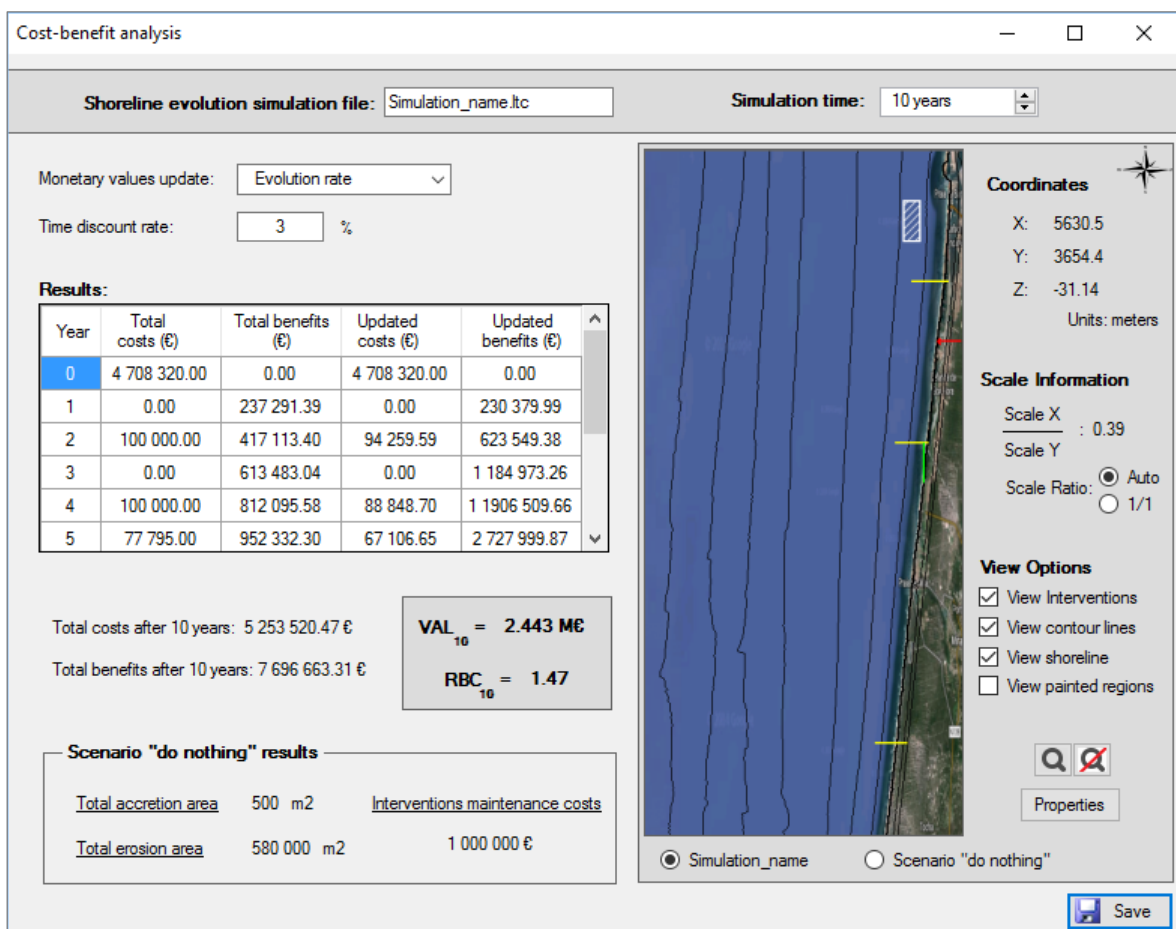 Cost-benefit analysis
Shoreline evolution simulation file: Simulation_name.ltc
Simulation time: 10 years
Monetary values update: Evolution rate
Time discount rate: 3 %
Results:
Year Total costs (€) Total benefits (€) Updated costs (€) Updated benefits (€)
0 4 708 320.00 0.00 4 708 320.00 0.00
1 0.00 237 291.39 0.00 230 379.99
2 100 000.00 417 113.40 94 259.59 623 549.38
3 0.00 613 483.04 0.00 1 184 973.26
4 100 000.00 812 095.58 88 848.70 1 1906 509.66
5 77 795.00 952 332.30 67 106.65 2 727 999.87
Total costs after 10 years: 5 253 520.47 €
Total benefits after 10 years: 7 696 663.31 €
VAL10 = 2.443 M€
RBC10 = 1.47
Scenario "do nothing" results
Total accretion area 500 m2
Total erosion area 580 000 m2
Interventions maintenance costs
1 000 000 €
Coordinates
X: 5630.5
Y: 3654.4
Z: -31.14
Units: meters
Scale Information
Scale X
Scale Y
: 0.39
Scale Ratio: Auto
1/1
View Options
View Interventions
View contour lines
View shoreline
View painted regions
Properties
Simulation_name
Scenario "do nothing"
Save